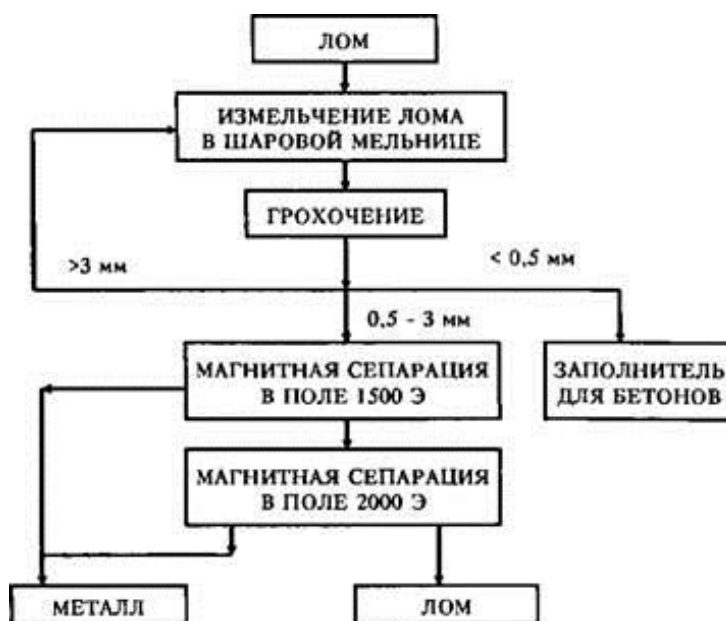 ЛОМ
ИЗМЕЛЬЧЕНИЕ ЛОМА
В ШАРОВОЙ МЕЛЬНИЦЕ
ГРОХОЧЕНИЕ
>3 мм
< 0,5 мм
0,5 - 3 мм
МАГНИТНАЯ СЕПАРАЦИЯ
В ПОЛЕ 1500 Э
ЗАПОЛНИТЕЛЬ
ДЛЯ БЕТОНОВ
МАГНИТНАЯ СЕПАРАЦИЯ
В ПОЛЕ 2000 Э
МЕТАЛЛ
ЛОМ